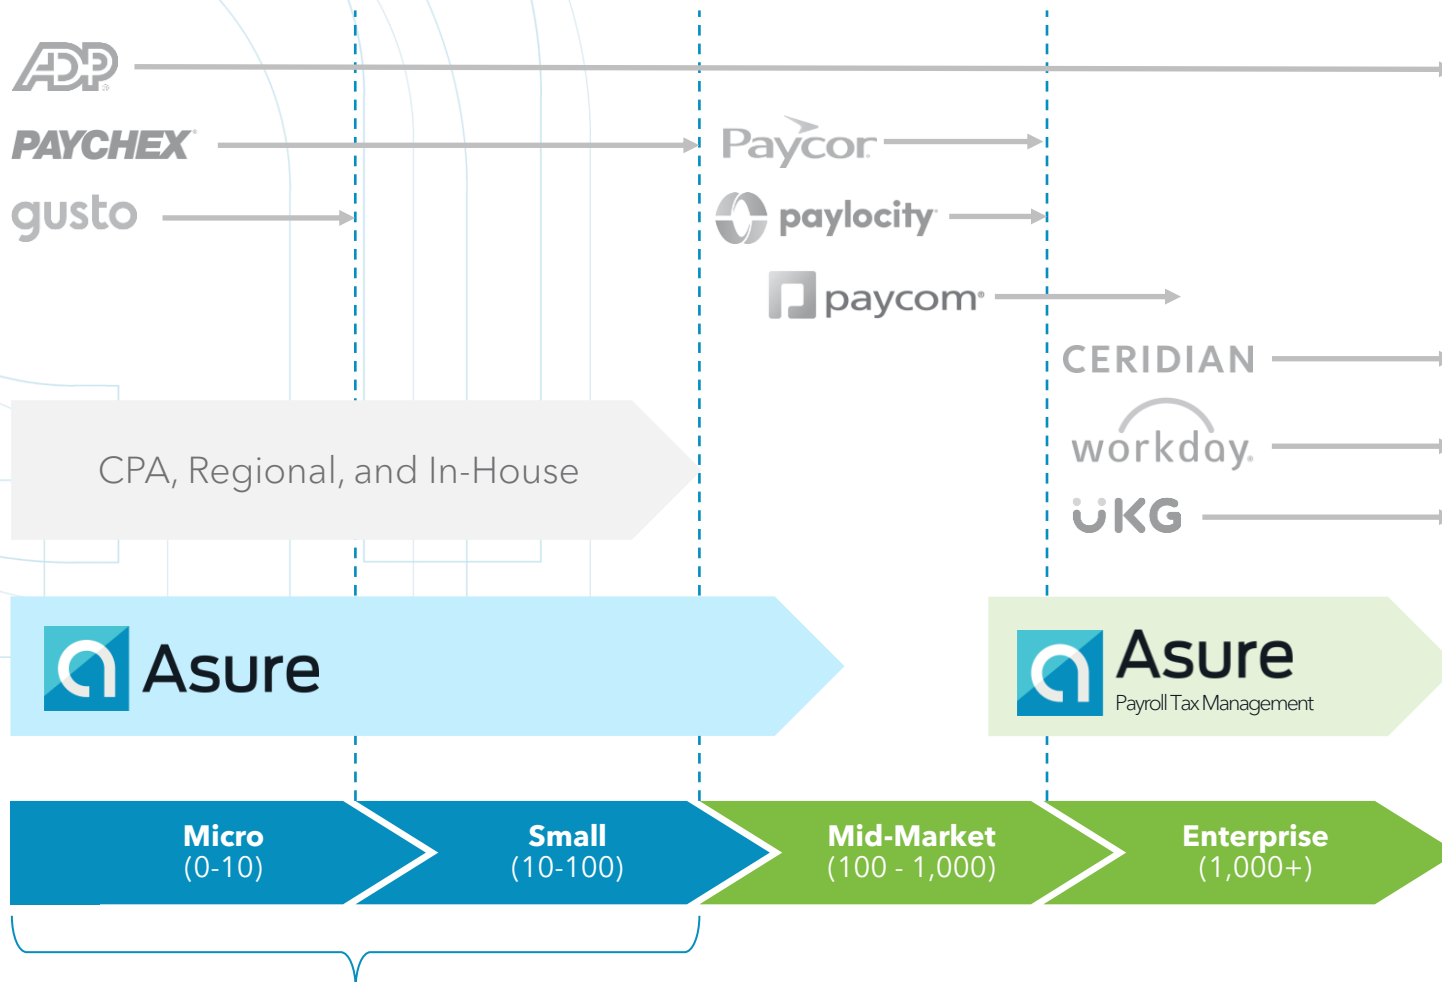 ADP
PAYCHEX
gusto
Paycor
paylocity
paycom®
CERIDIAN
workday.
UKG
CPA, Regional, and In-House
Asure
Asure
Payroll Tax Management
Micro
(0-10)
Small
(10-100)
Mid-Market
(100 - 1,000)
Enterprise
(1,000+)